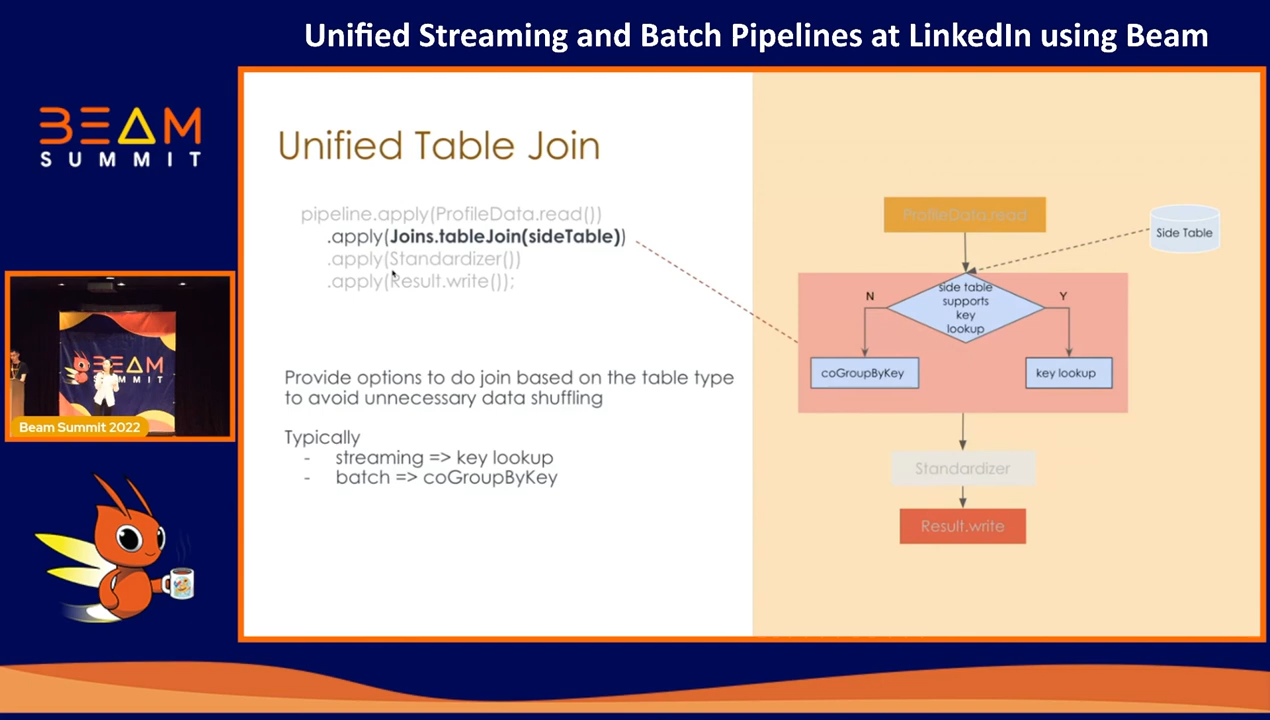 Unified Streaming and Batch Pipelines at LinkedIn using Beam
BEAM
SUMMIT
Unified Table Join
pipeline.apply(ProfileData.read())
.apply(Joins.tableJoin(sideTable))
.apply(Standardizer())
.apply(Result.write());
Provide options to do join based on the table type
to avoid unnecessary data shuffling
Typically
- streaming => key lookup
- batch => coGroupByKey
ProfileData.read
Side Table
side table
supports
key
lookup
N
Y
coGroupByKey
key lookup
Standardizer
Result.write
BEAM
SUMMIT
Beam Summit 2022